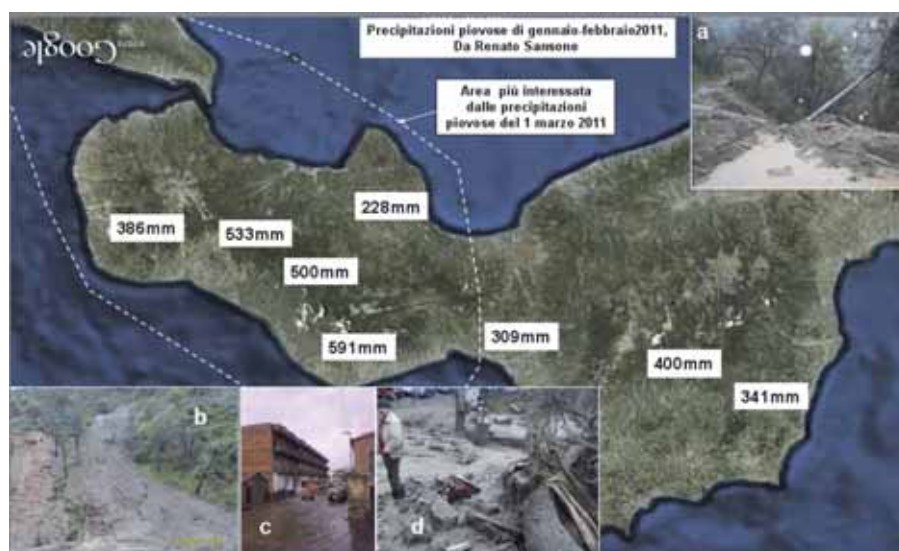 Google
Precipitazioni piovose di gennaio-febbraio2011,
Da Renato Sansone
a
Area più interessata
dalle precipitazioni
piovose del 1 marzo 2011
228mm
386mm
533mm
500mm
591mm
309mm
400mm
341mm
b
c
d